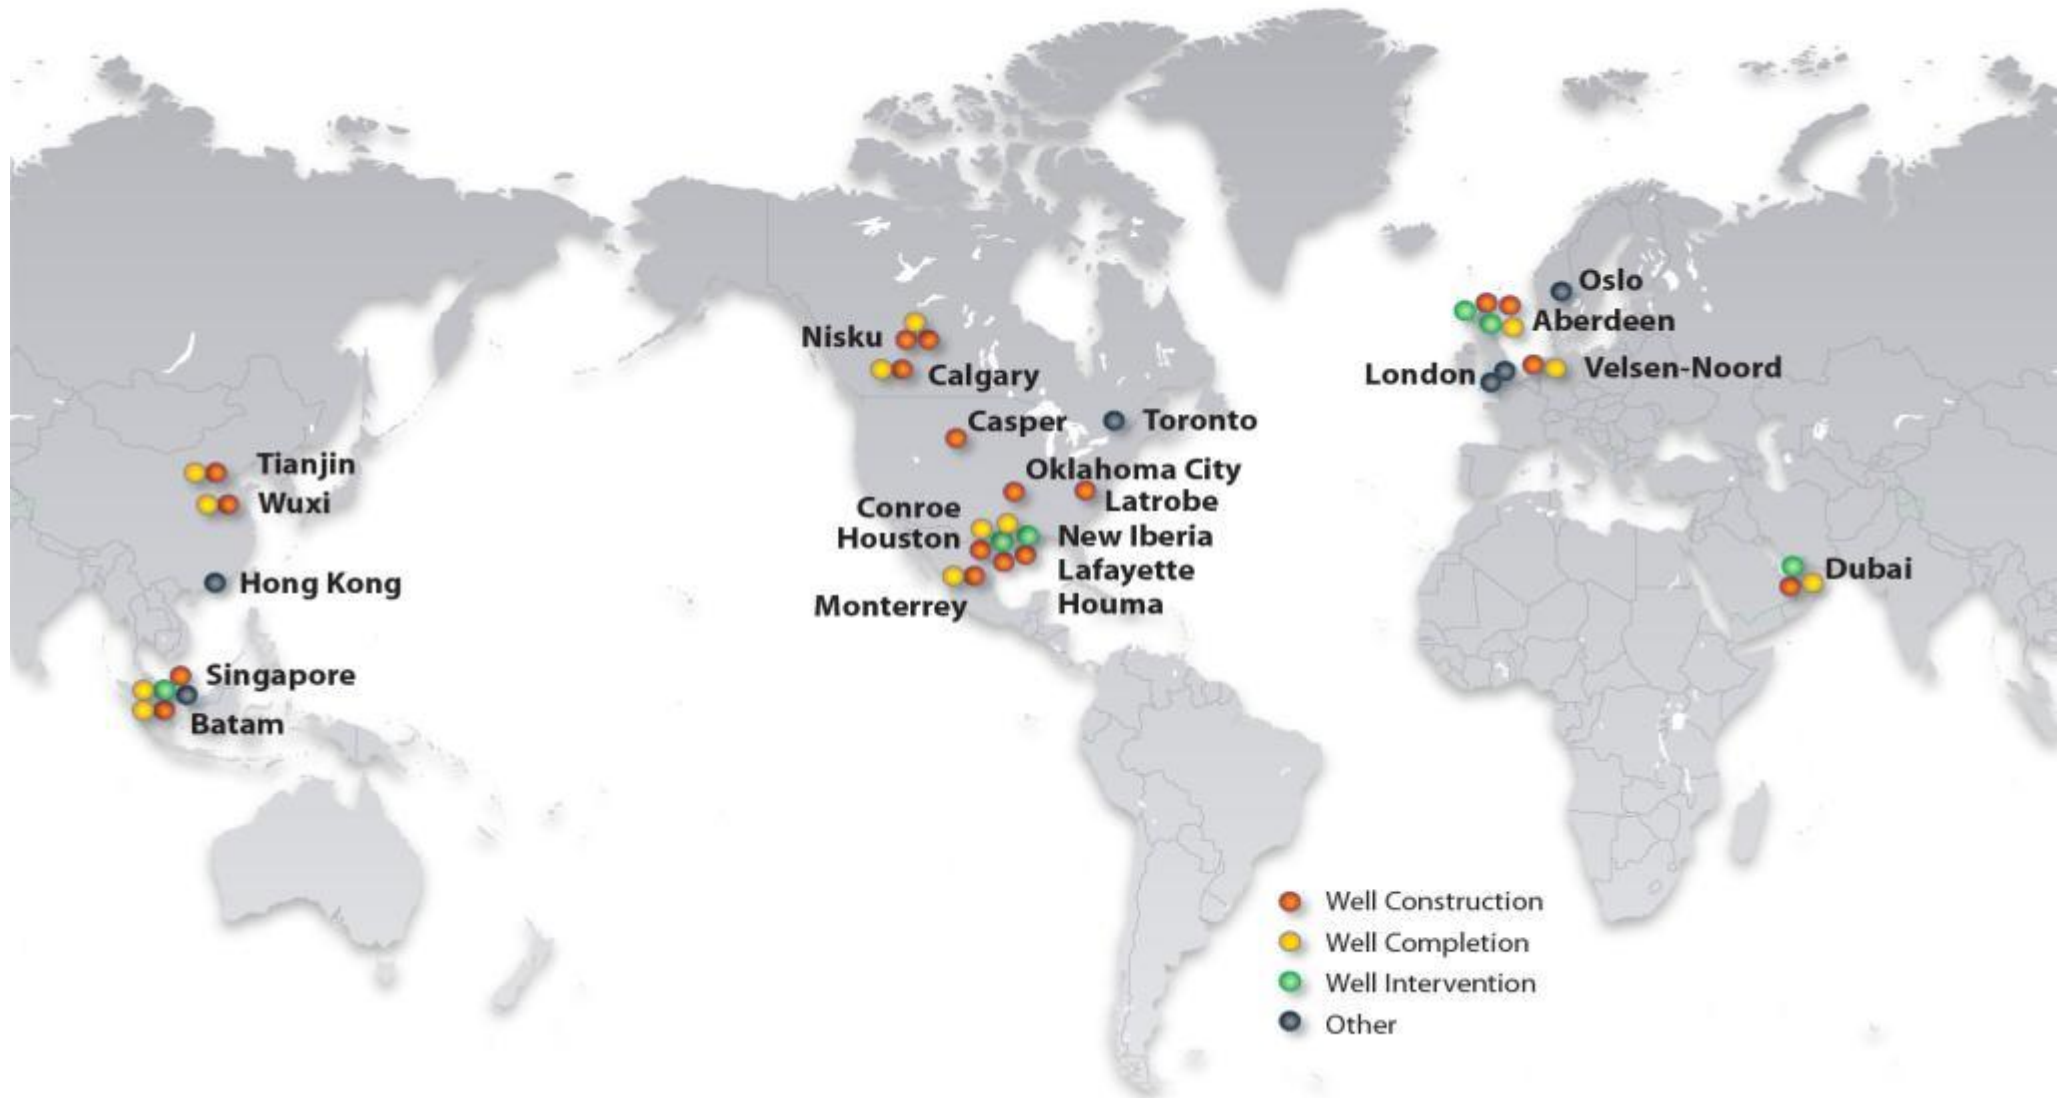 Oslo
Aberdeen
Nisku
London
Velsen-Noord
Calgary
Casper
Toronto
Tianjin
Oklahoma City
Wuxi
Latrobe
Conroe
Houston
New Iberia
Hong Kong
Lafayette
Dubai
Monterrey
Houma
Singapore
Batam
Well Construction
Well Completion
Well Intervention
Other